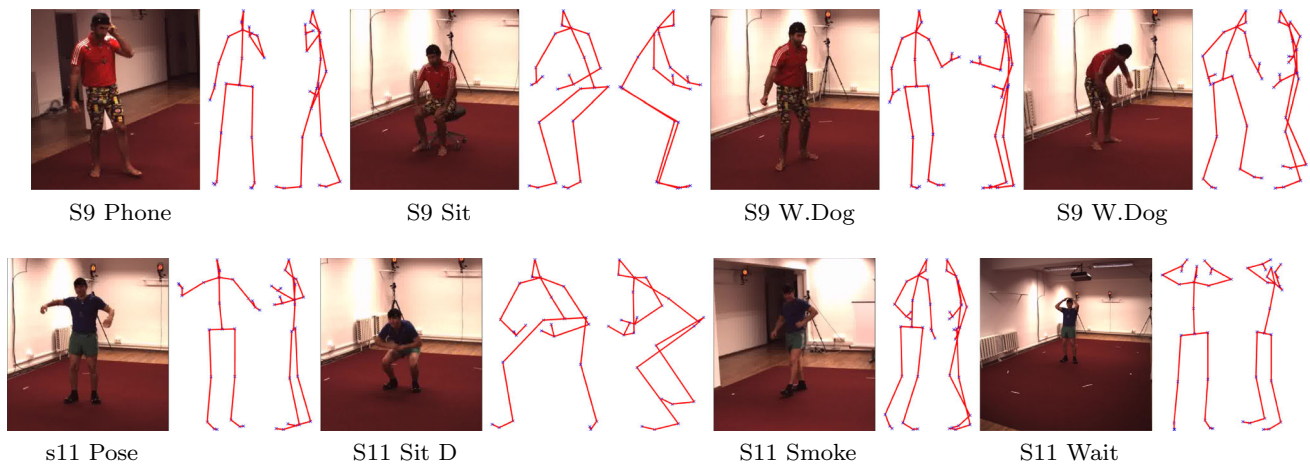 S9 Phone
S9 Sit
S9 W.Dog
S9 W.Dog
s11 Pose
S11 Sit D
S11 Smoke
S11 Wait